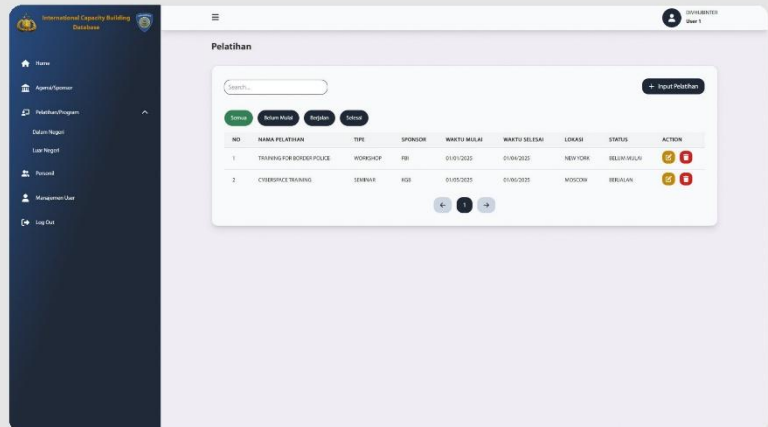 International Capacity Building
Database
DIVHUBINTER
User 1
Home
Agensi/Sponsor
Pelatihan/Program
Dalam Negeri
Luar Negeri
Personil
Manajemen User
Log Out
Pelatihan
Search...
+ Input Pelatihan
Semua Belum Mulai Berjalan Selesai
NO NAMA PELATIHAN TIPE SPONSOR WAKTU MULAI WAKTU SELESAI LOKASI STATUS ACTION
1 TRAINING FOR BORDER POLICE WORKSHOP FBI 01/01/2025 01/04/2025 NEW YORK BELUM MULAI
2 CYBERSPACE TRAINING SEMINAR KGB 01/05/2025 01/06/2025 MOSCOW BERJALAN
← 1 →